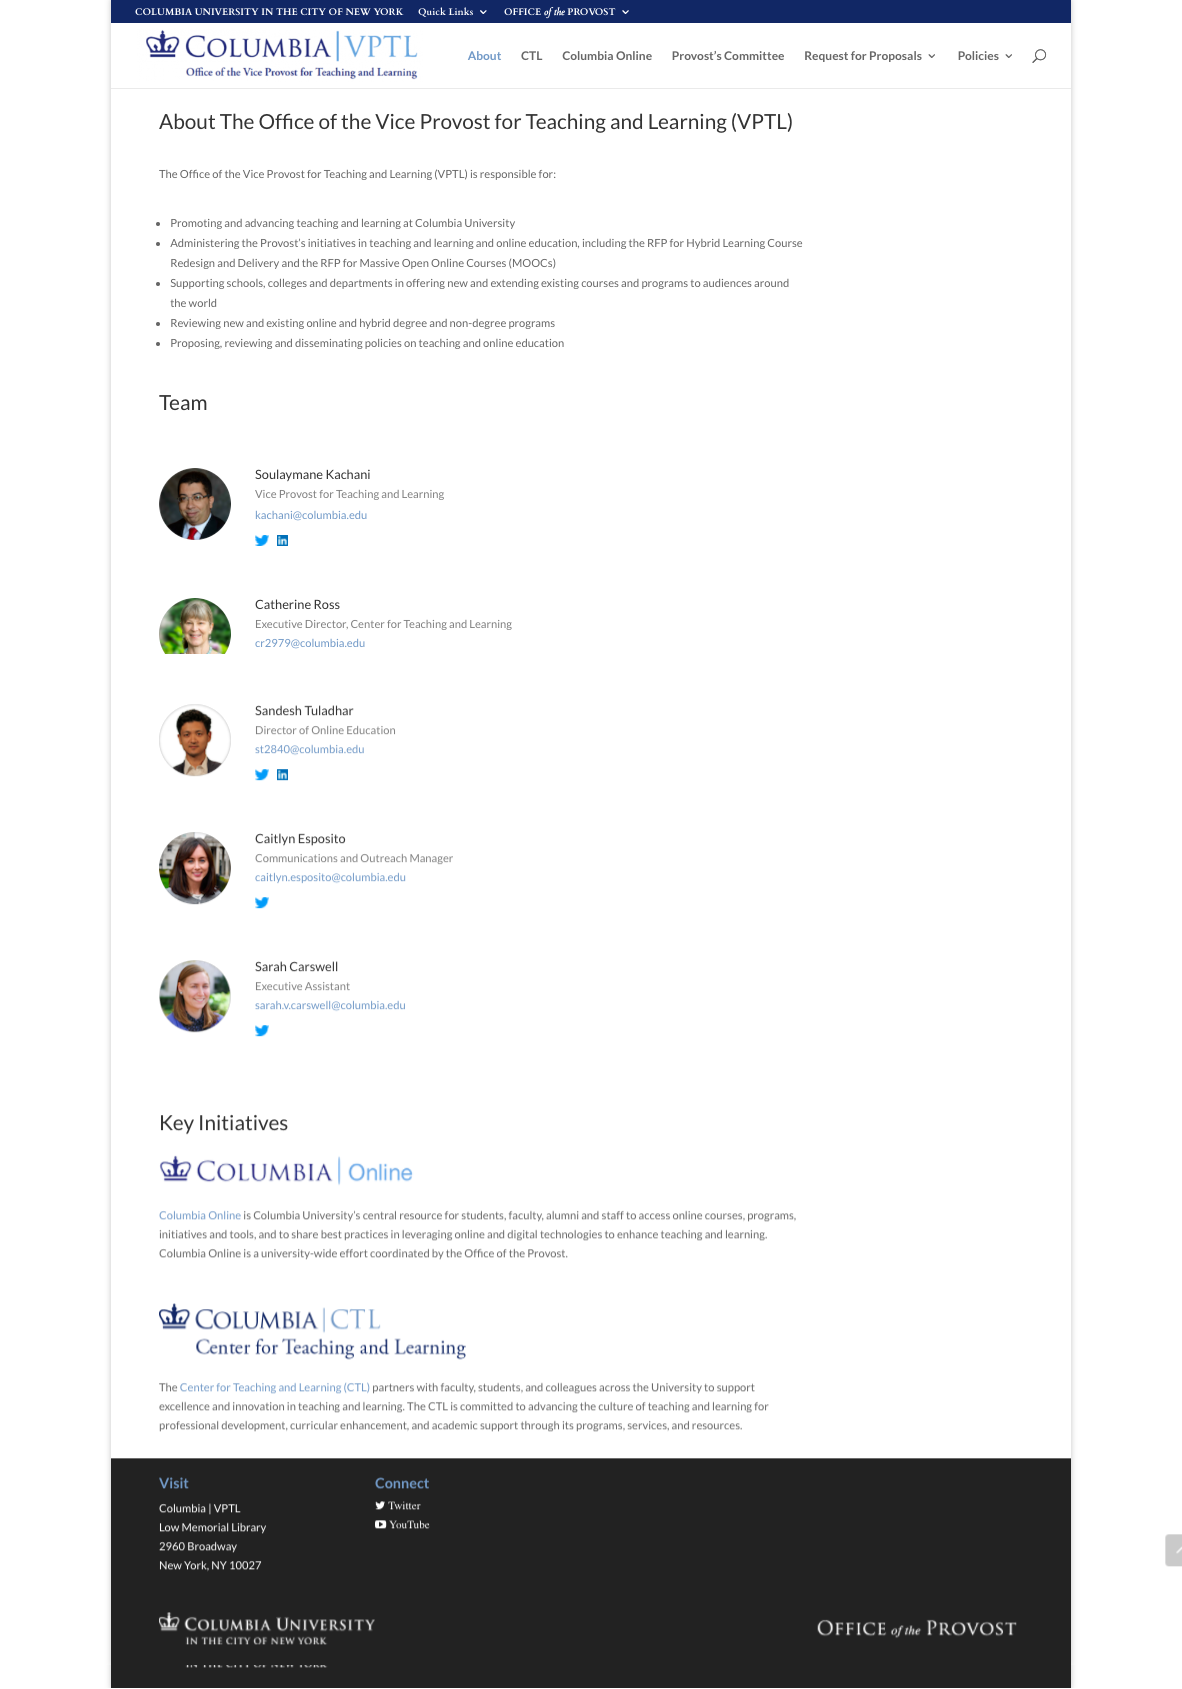 COLUMBIA UNIVERSITY IN THE CITY OF NEW YORK Quick Links OFFICE of the PROVOST
COLUMBIA | VPTL
Office of the Vice Provost for Teaching and Learning
About CTL Columbia Online Provost's Committee Request for Proposals Policies
About The Office of the Vice Provost for Teaching and Learning (VPTL)
The Office of the Vice Provost for Teaching and Learning (VPTL) is responsible for:
• Promoting and advancing teaching and learning at Columbia University
• Administering the Provost's initiatives in teaching and learning and online education, including the RFP for Hybrid Learning Course
Redesign and Delivery and the RFP for Massive Open Online Courses (MOOCs)
• Supporting schools, colleges and departments in offering new and extending existing courses and programs to audiences around
the world
• Reviewing new and existing online and hybrid degree and non-degree programs
• Proposing, reviewing and disseminating policies on teaching and online education
Team
Soulaymane Kachani
Vice Provost for Teaching and Learning
kachani@columbia.edu
in
Catherine Ross
Executive Director, Center for Teaching and Learning
cr2979@columbia.edu
Sandesh Tuladhar
Director of Online Education
st2840@columbia.edu
in
Caitlyn Esposito
Communications and Outreach Manager
caitlyn.esposito@columbia.edu
Sarah Carswell
Executive Assistant
sarah.v.carswell@columbia.edu
Key Initiatives
COLUMBIA | Online
Columbia Online is Columbia University's central resource for students, faculty, alumni and staff to access online courses, programs,
initiatives and tools, and to share best practices in leveraging online and digital technologies to enhance teaching and learning.
Columbia Online is a university-wide effort coordinated by the Office of the Provost.
COLUMBIA | CTL
Center for Teaching and Learning
The Center for Teaching and Learning (CTL) partners with faculty, students, and colleagues across the University to support
excellence and innovation in teaching and learning. The CTL is committed to advancing the culture of teaching and learning for
professional development, curricular enhancement, and academic support through its programs, services, and resources.
Visit
Columbia | VPTL
Low Memorial Library
2960 Broadway
New York, NY 10027
Connect
Twitter
YouTube
COLUMBIA UNIVERSITY
IN THE CITY OF NEW YORK
OFFICE of the PROVOST
IN THE CITY OF NEW YORK